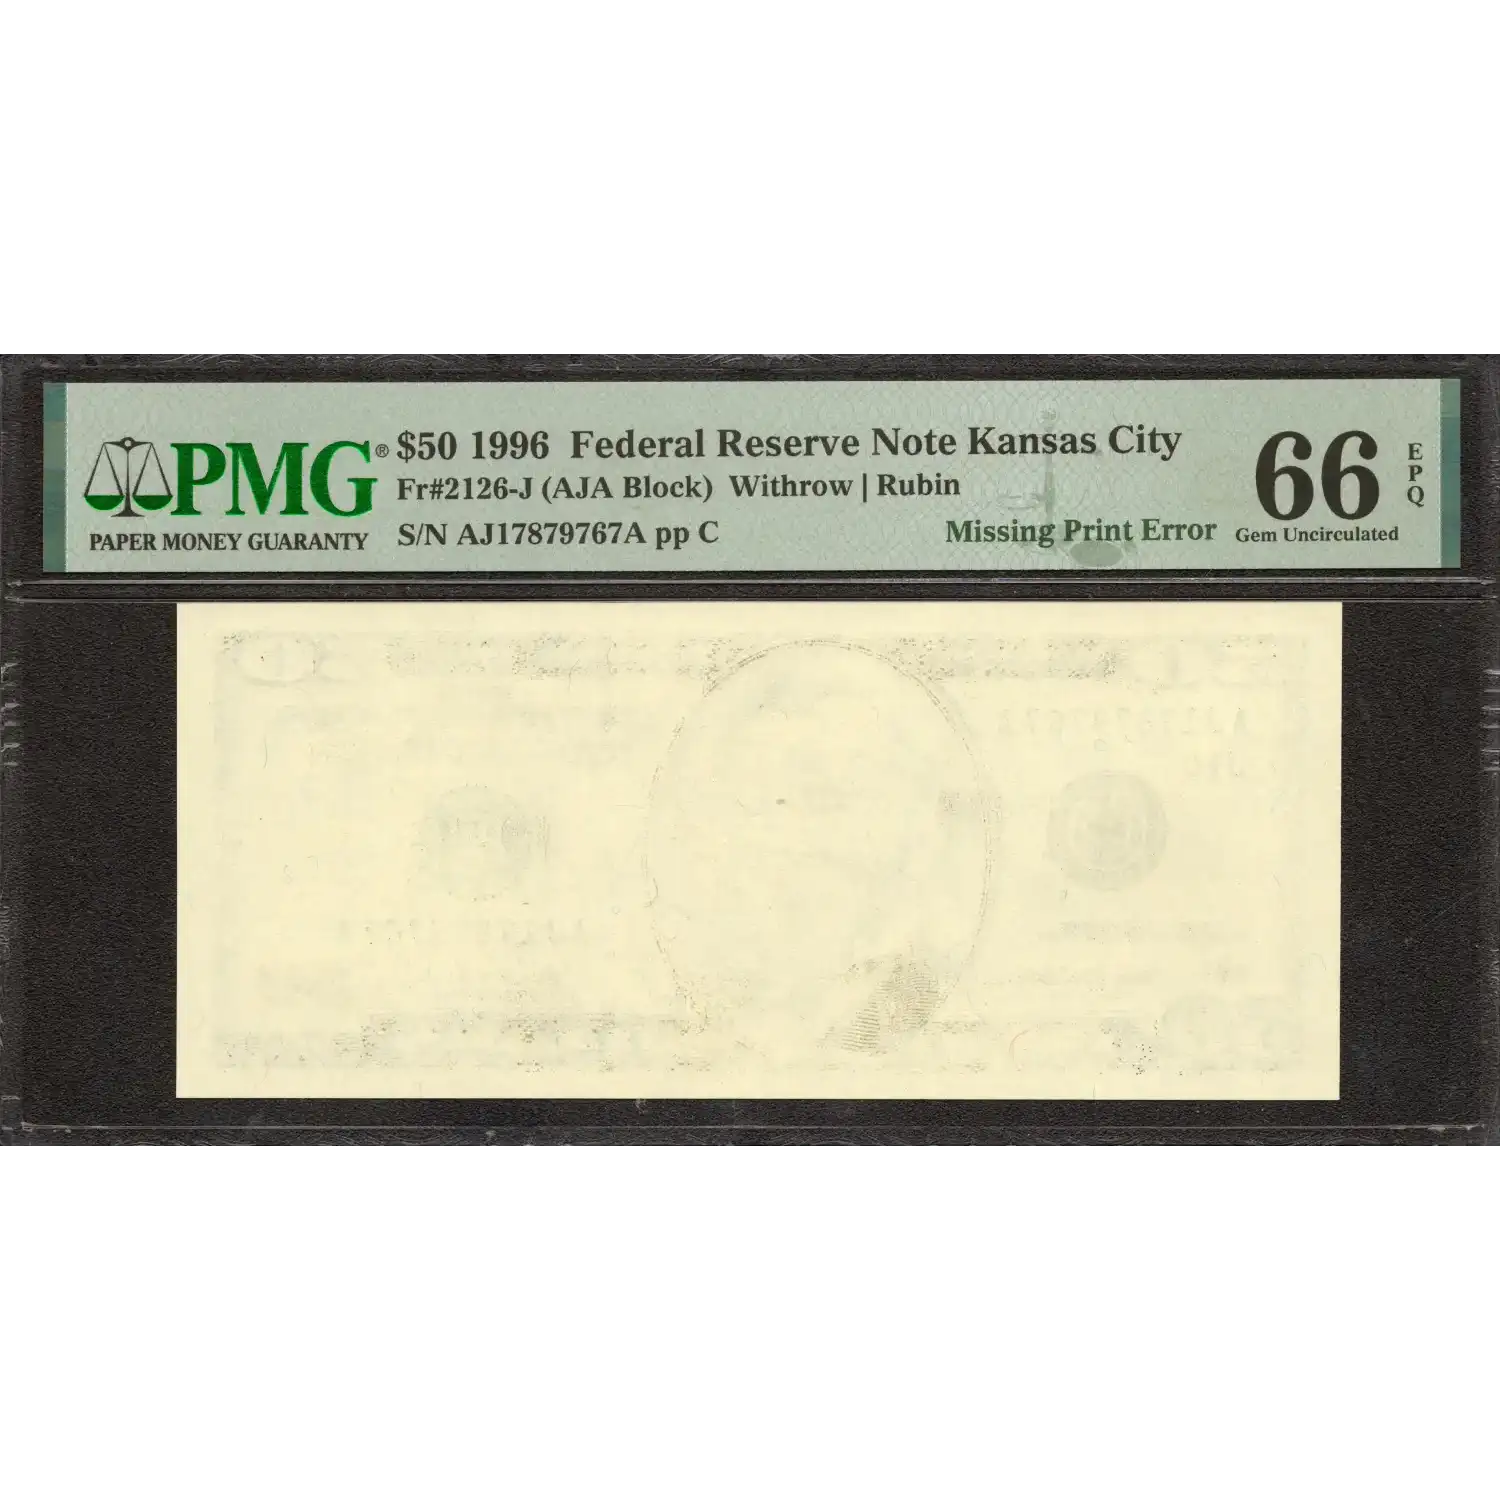 PMG®
PAPER MONEY GUARANTY
$50 1996 Federal Reserve Note Kansas City
Fr#2126-J (AJA Block) Withrow | Rubin
S/N AJ17879767A pp C
Missing Print Error
66
EPQ
Gem Uncirculated